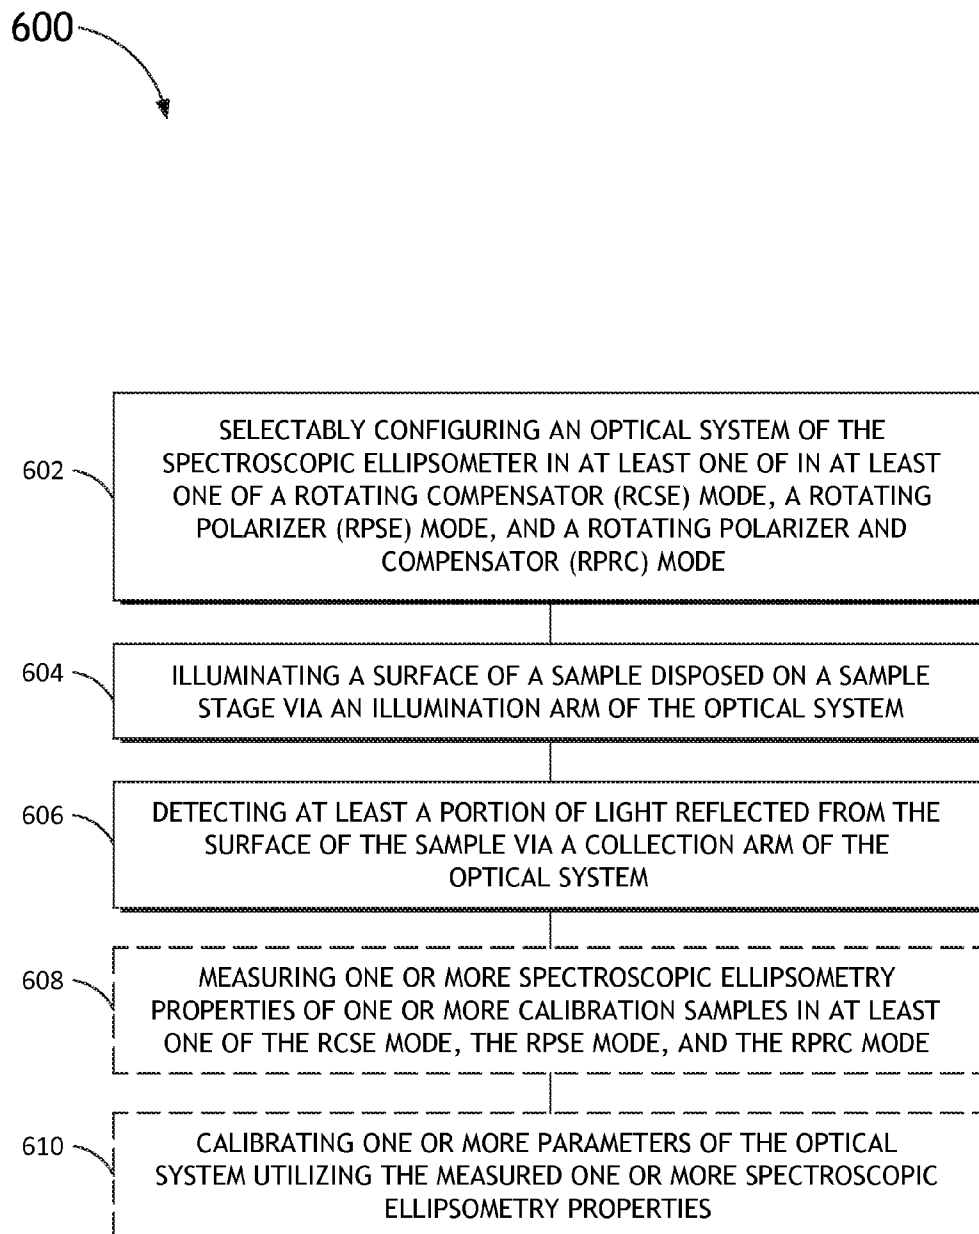 600
602
SELECTABLY CONFIGURING AN OPTICAL SYSTEM OF THE
SPECTROSCOPIC ELLIPSOMETER IN AT LEAST ONE OF IN AT LEAST
ONE OF A ROTATING COMPENSATOR (RCSE) MODE, A ROTATING
POLARIZER (RPSE) MODE, AND A ROTATING POLARIZER AND
COMPENSATOR (RPRC) MODE
604
ILLUMINATING A SURFACE OF A SAMPLE DISPOSED ON A SAMPLE
STAGE VIA AN ILLUMINATION ARM OF THE OPTICAL SYSTEM
606
DETECTING AT LEAST A PORTION OF LIGHT REFLECTED FROM THE
SURFACE OF THE SAMPLE VIA A COLLECTION ARM OF THE
OPTICAL SYSTEM
608
MEASURING ONE OR MORE SPECTROSCOPIC ELLIPSOMETRY
PROPERTIES OF ONE OR MORE CALIBRATION SAMPLES IN AT LEAST
ONE OF THE RCSE MODE, THE RPSE MODE, AND THE RPRC MODE
610
CALIBRATING ONE OR MORE PARAMETERS OF THE OPTICAL
SYSTEM UTILIZING THE MEASURED ONE OR MORE SPECTROSCOPIC
ELLIPSOMETRY PROPERTIES